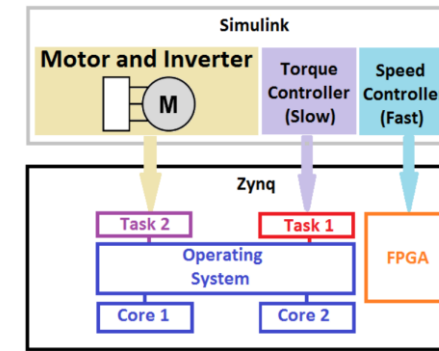 Simulink
Motor and Inverter
M
Torque
Controller
(Slow)
Speed
Controlle
(Fast)
Zynq
Task 2
Task 1
Operating
System
FPGA
Core 1
Core 2